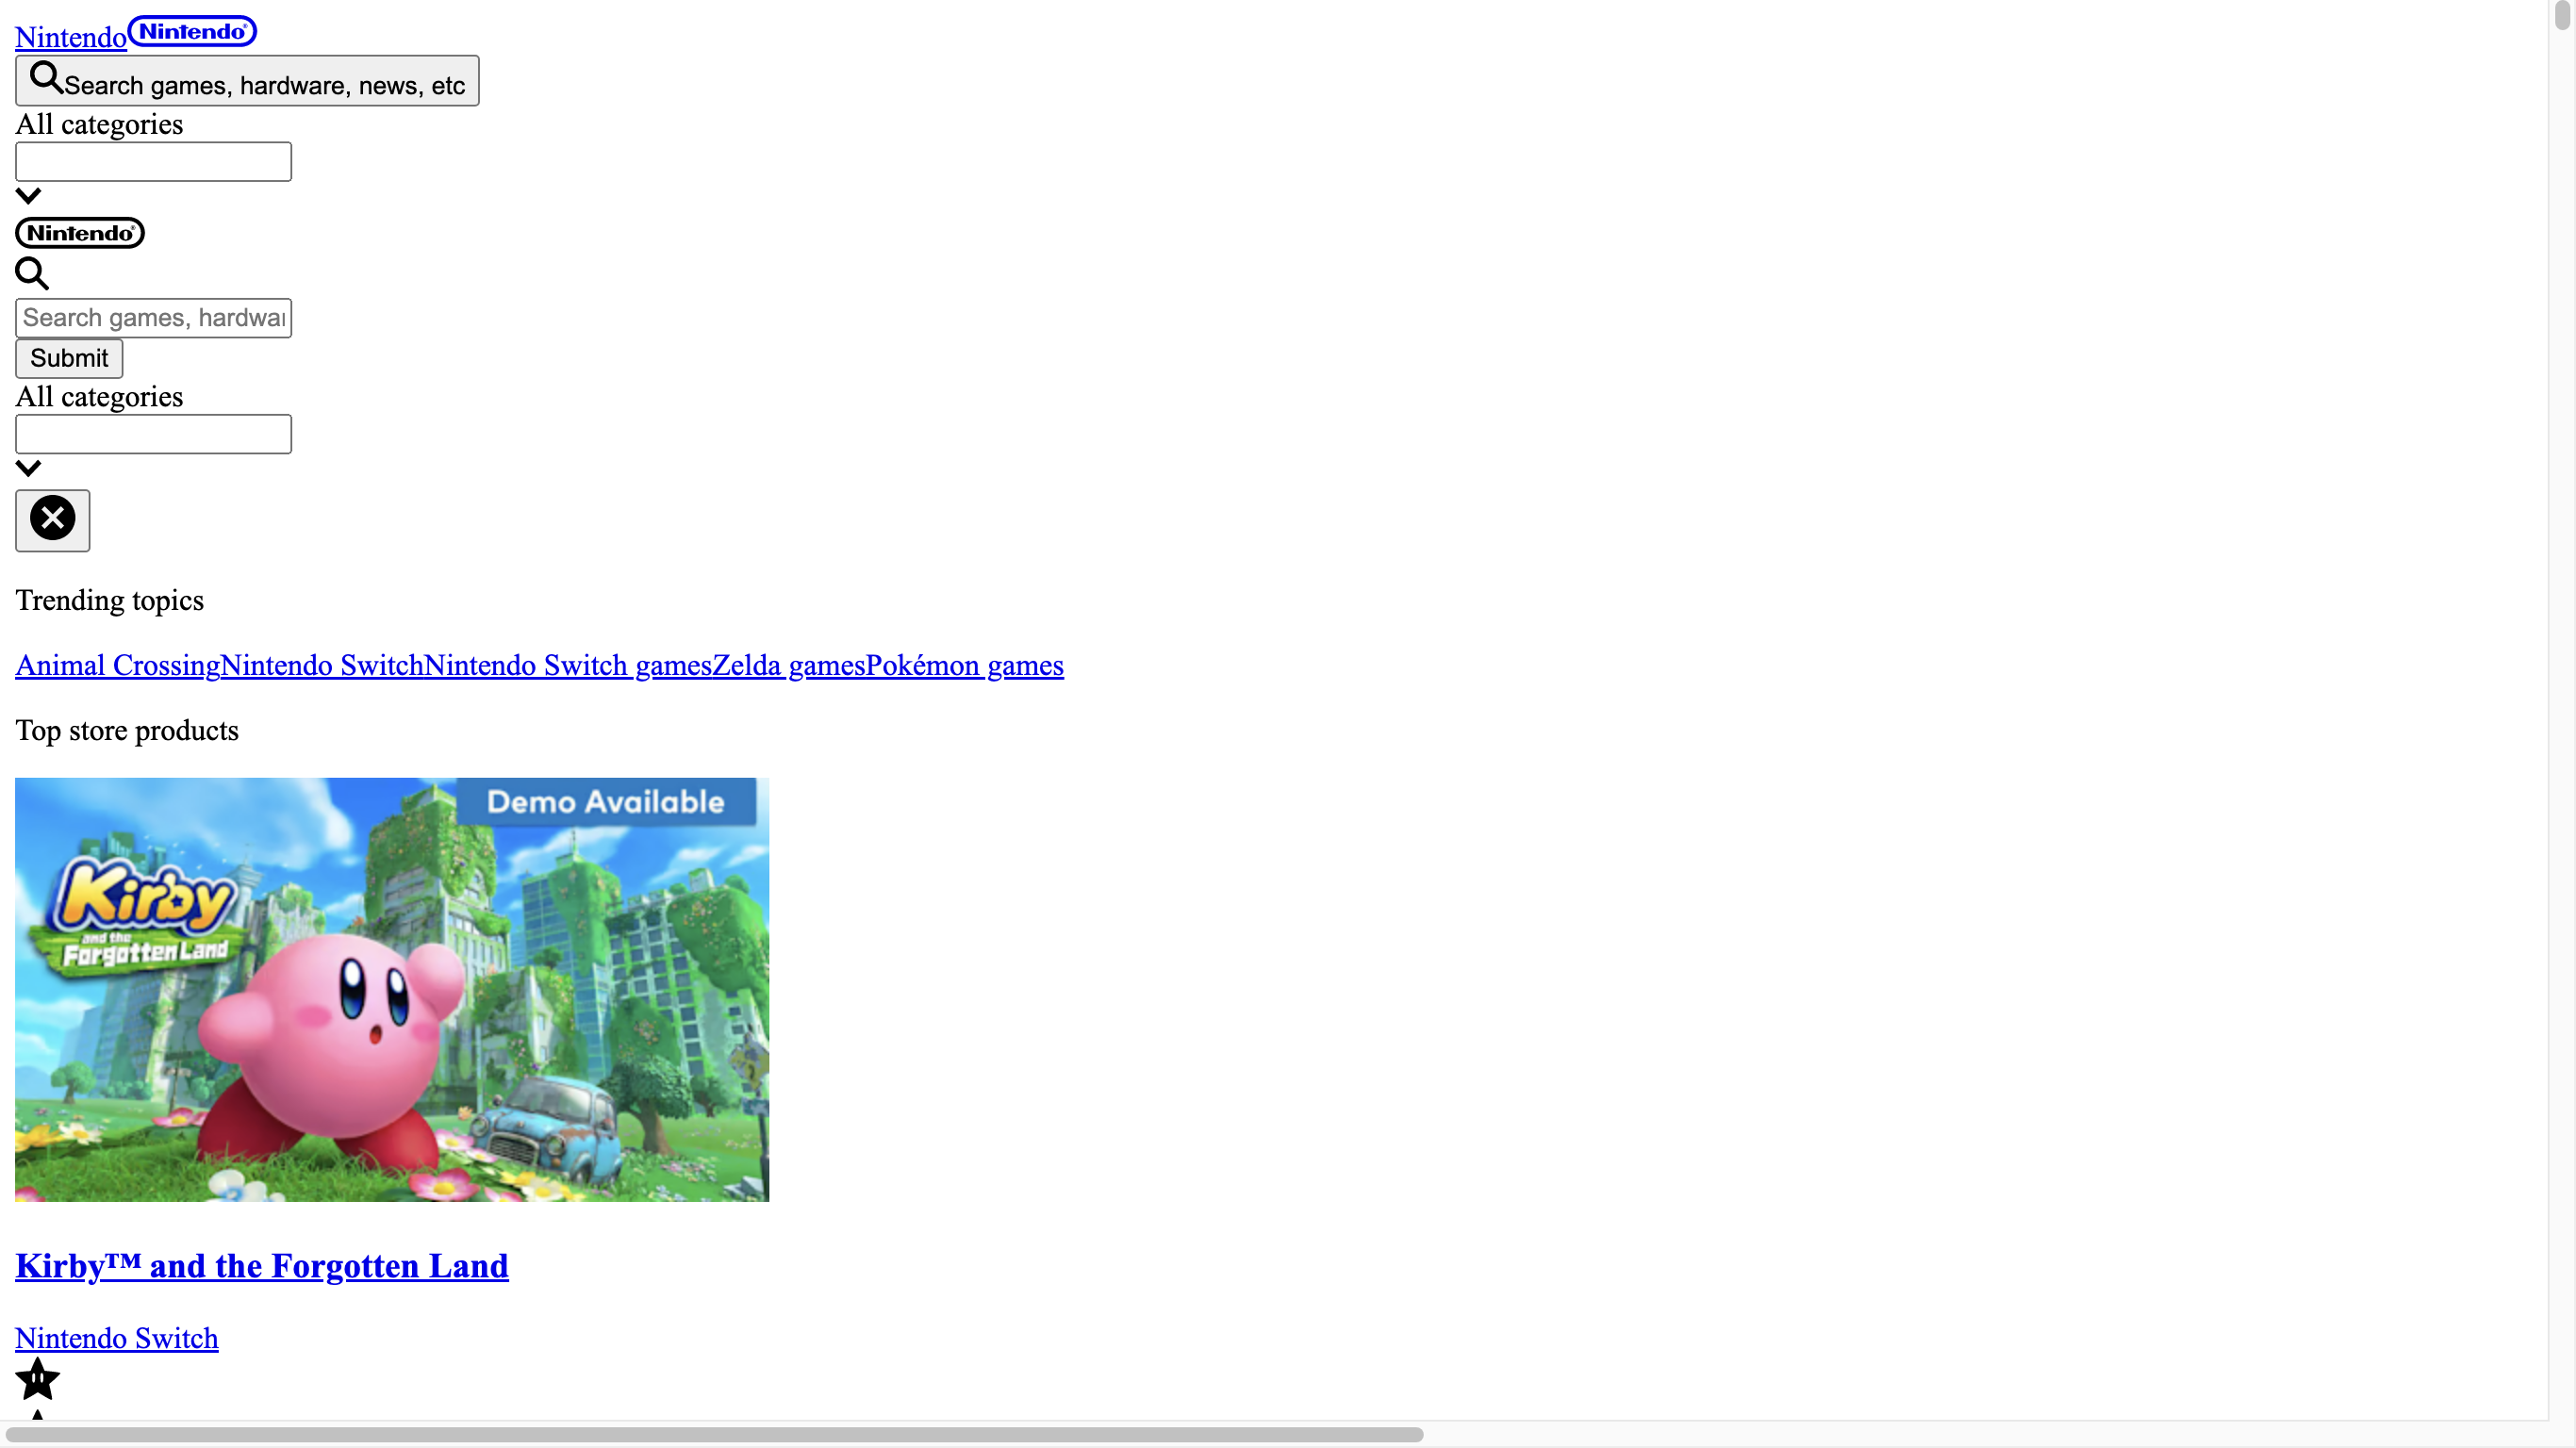 Nintendo Nintendo
Search games, hardware, news, etc
All categories
Nintendo
Search games, hardwar
Submit
All categories
Trending topics
Animal CrossingNintendo SwitchNintendo Switch gamesZelda gamesPokémon games
Top store products
Demo Available
Kirby
and the
Forgotten Land
Kirby™ and the Forgotten Land
Nintendo Switch